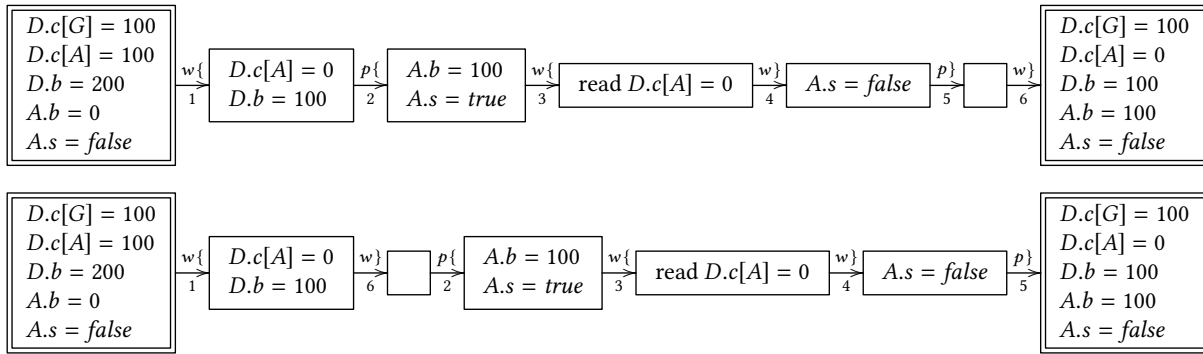 D.c[G] = 100
D.c[A] = 100
D.b = 200
A.b = 0
A.s = false
w{
1
D.c[A] = 0
D.b = 100
p{
2
A.b = 100
A.s = true
w{
3
read D.c[A] = 0
w}
4
A.s = false
p}
5
w}
6
D.c[G] = 100
D.c[A] = 0
D.b = 100
A.b = 100
A.s = false
D.c[G] = 100
D.c[A] = 100
D.b = 200
A.b = 0
A.s = false
w{
1
D.c[A] = 0
D.b = 100
w}
6
p{
2
A.b = 100
A.s = true
w{
3
read D.c[A] = 0
w}
4
A.s = false
p}
5
D.c[G] = 100
D.c[A] = 0
D.b = 100
A.b = 100
A.s = false